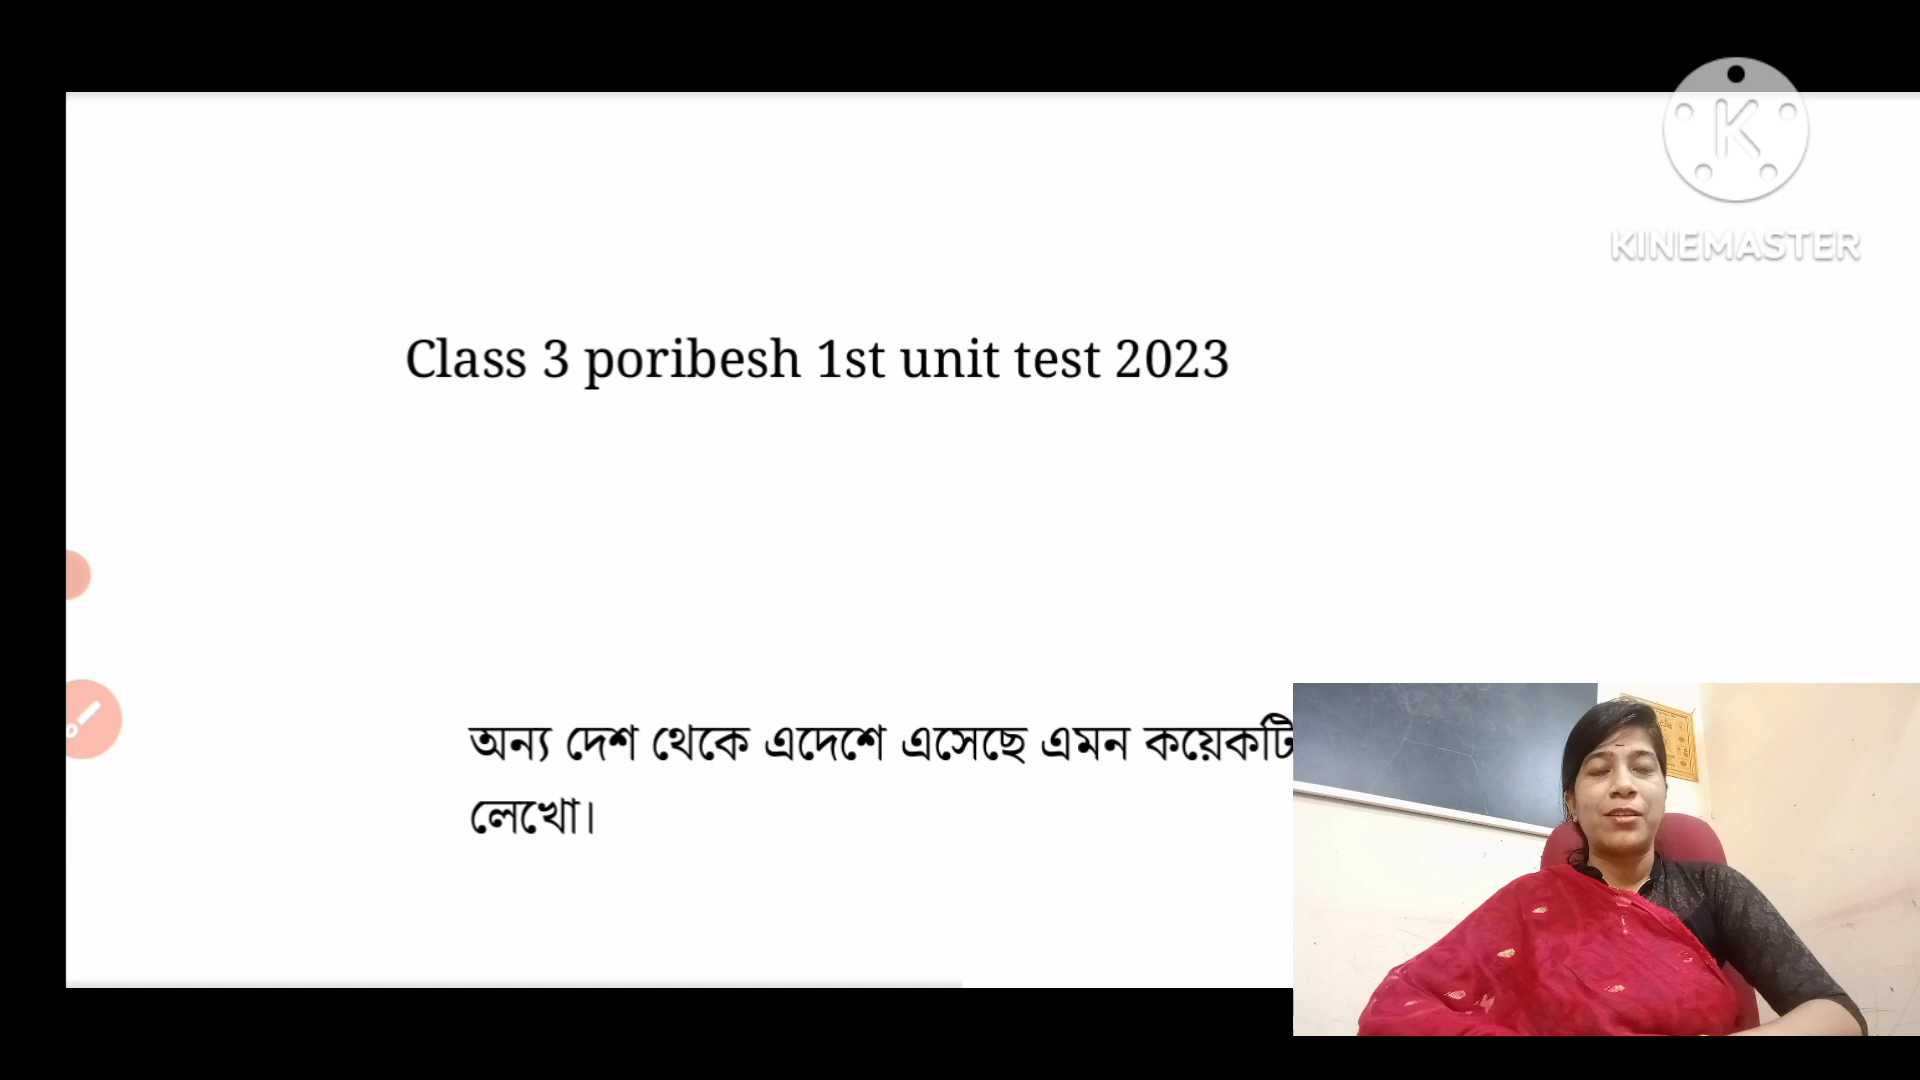 K
KINEMASTER
Class 3 poribesh 1st unit test 2023
অন্য দেশ থেকে এদেশে এসেছে এমন কয়েকটি
লেখো।